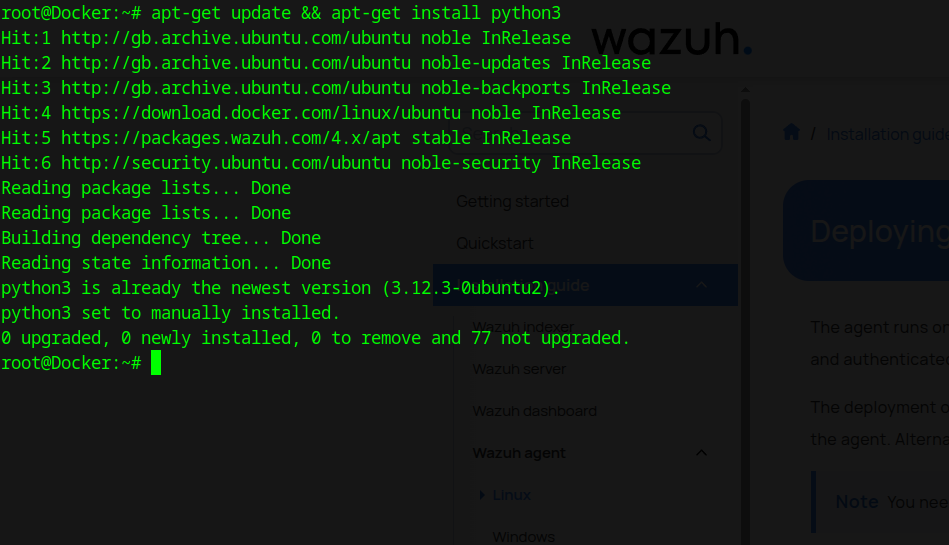 root@Docker:~# apt-get update && apt-get install python3
Hit:1 http://gb.archive.ubuntu.com/ubuntu noble InRelease
Hit:2 http://gb.archive.ubuntu.com/ubuntu noble-updates InRelease
Hit:3 http://gb.archive.ubuntu.com/ubuntu noble-backports InRelease
Hit:4 https://download.docker.com/linux/ubuntu noble InRelease
Hit:5 https://packages.wazuh.com/4.x/apt stable InRelease
Hit:6 http://security.ubuntu.com/ubuntu noble-security InRelease
Reading package lists... Done
Reading package lists... Done
Building dependency tree... Done
Reading state information... Done
python3 is already the newest version (3.12.3-0ubuntu2).
python3 set to manually installed.
0 upgraded, 0 newly installed, 0 to remove and 77 not upgraded.
root@Docker:~#
wazuh.
/ Installation guide
Getting started
Quickstart
guide
Wazuh indexer
Wazuh server
Wazuh dashboard
Wazuh agent
Linux
Windows
Deploying
The agent runs on
and authenticated
The deployment o
the agent. Alterna
Note You nee